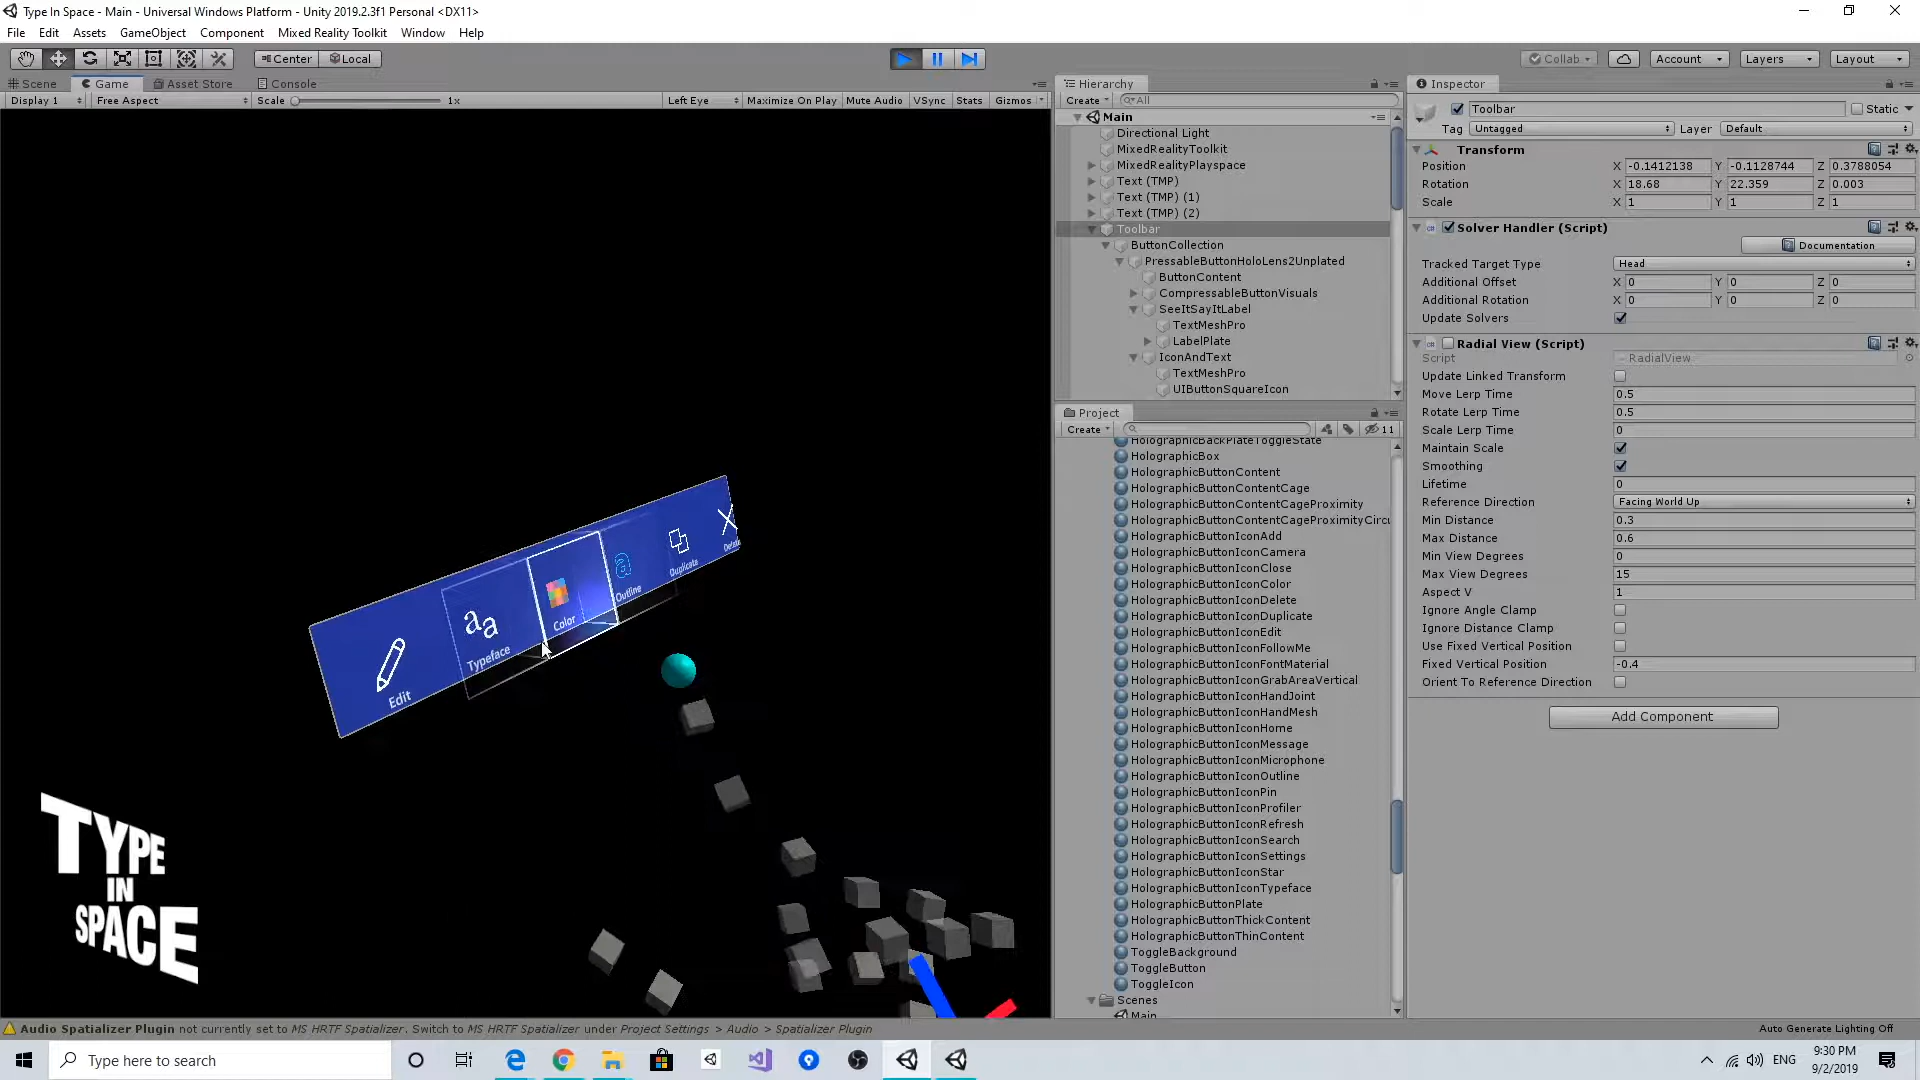 Type In Space - Main - Universal Windows Platform - Unity 2019.2.3f1 Personal <DX11>
File Edit Assets GameObject Component Mixed Reality Toolkit Window Help
Center Local
Collab Account Layers Layout
Scene Game Asset Store Console
Display 1 Free Aspect Scale 1x Left Eye Maximize On Play Mute Audio VSync Stats Gizmos
Edit
Typeface
Color
Outline
Duplicate
Delete
TYPE
IN
SPACE
Hierarchy
Create All
Main
Directional Light
MixedRealityToolkit
MixedRealityPlayspace
Text (TMP)
Text (TMP) (1)
Text (TMP) (2)
Toolbar
ButtonCollection
PressableButtonHoloLens2Unplated
ButtonContent
CompressableButtonVisuals
SeeItSayItLabel
TextMeshPro
LabelPlate
IconAndText
TextMeshPro
UIButtonSquareIcon
Project
Create 11
HolographicBackPlateToggleState
HolographicBox
HolographicButtonContent
HolographicButtonContentCage
HolographicButtonContentCageProximity
HolographicButtonContentCageProximityCircu
HolographicButtonIconAdd
HolographicButtonIconCamera
HolographicButtonIconClose
HolographicButtonIconColor
HolographicButtonIconDelete
HolographicButtonIconDuplicate
HolographicButtonIconEdit
HolographicButtonIconFollowMe
HolographicButtonIconFontMaterial
HolographicButtonIconGrabAreaVertical
HolographicButtonIconHandJoint
HolographicButtonIconHandMesh
HolographicButtonIconHome
HolographicButtonIconMessage
HolographicButtonIconMicrophone
HolographicButtonIconOutline
HolographicButtonIconPin
HolographicButtonIconProfiler
HolographicButtonIconRefresh
HolographicButtonIconSearch
HolographicButtonIconSettings
HolographicButtonIconStar
HolographicButtonIconTypeface
HolographicButtonPlate
HolographicButtonThickContent
HolographicButtonThinContent
ToggleBackground
ToggleButton
ToggleIcon
Scenes
Main
Inspector
Toolbar Static
Tag Untagged Layer Default
Transform
Position X -0.1412138 Y -0.1128744 Z 0.3788054
Rotation X 18.68 Y 22.359 Z 0.003
Scale X 1 Y 1 Z 1
Solver Handler (Script)
Documentation
Tracked Target Type Head
Additional Offset X 0 Y 0 Z 0
Additional Rotation X 0 Y 0 Z 0
Update Solvers
Radial View (Script)
Script RadialView
Update Linked Transform
Move Lerp Time 0.5
Rotate Lerp Time 0.5
Scale Lerp Time 0
Maintain Scale
Smoothing
Lifetime 0
Reference Direction Facing World Up
Min Distance 0.3
Max Distance 0.6
Min View Degrees 0
Max View Degrees 15
Aspect V 1
Ignore Angle Clamp
Ignore Distance Clamp
Use Fixed Vertical Position
Fixed Vertical Position -0.4
Orient To Reference Direction
Add Component
Audio Spatializer Plugin not currently set to MS HRTF Spatializer. Switch to MS HRTF Spatializer under Project Settings > Audio > Spatializer Plugin
Auto Generate Lighting Off
Type here to search
ENG 9:30 PM
9/2/2019